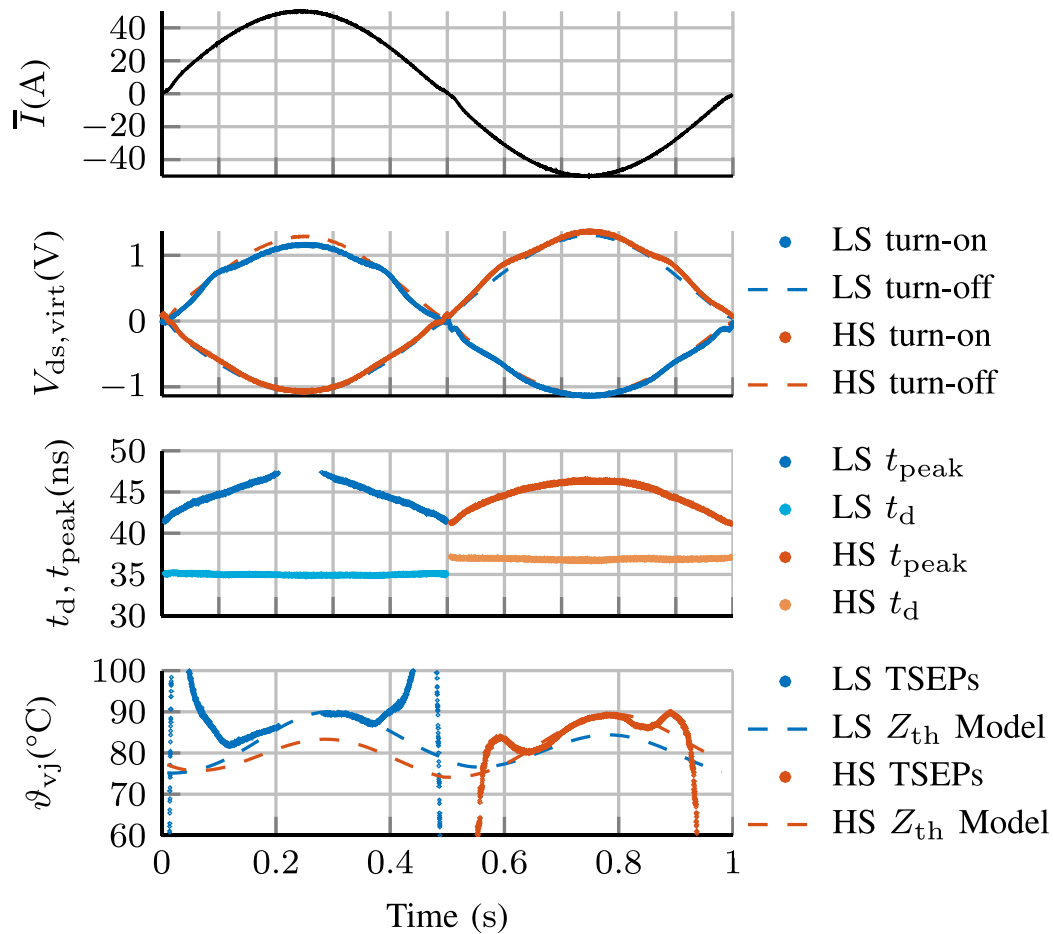 40
20
0
−20
−40
I̅(A)
1
0
−1
V_ds,virt(V)
LS turn-on
LS turn-off
HS turn-on
HS turn-off
50
45
40
35
30
t_d, t_peak(ns)
LS t_peak
LS t_d
HS t_peak
HS t_d
100
90
80
70
60
ϑ_vj(°C)
LS TSEPs
LS Z_th Model
HS TSEPs
HS Z_th Model
0 0.2 0.4 0.6 0.8 1
Time (s)